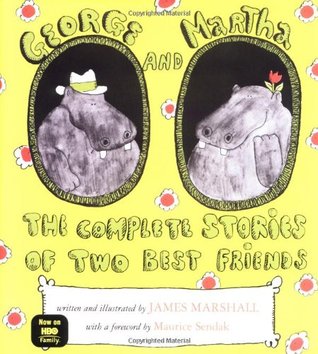 GEORGE
AND
MARTHA
THE COMPLETE STORIES
OF TWO BEST FRIENDS
written and illustrated by JAMES MARSHALL
with a foreword by Maurice Sendak
Now on
HBO
Family.